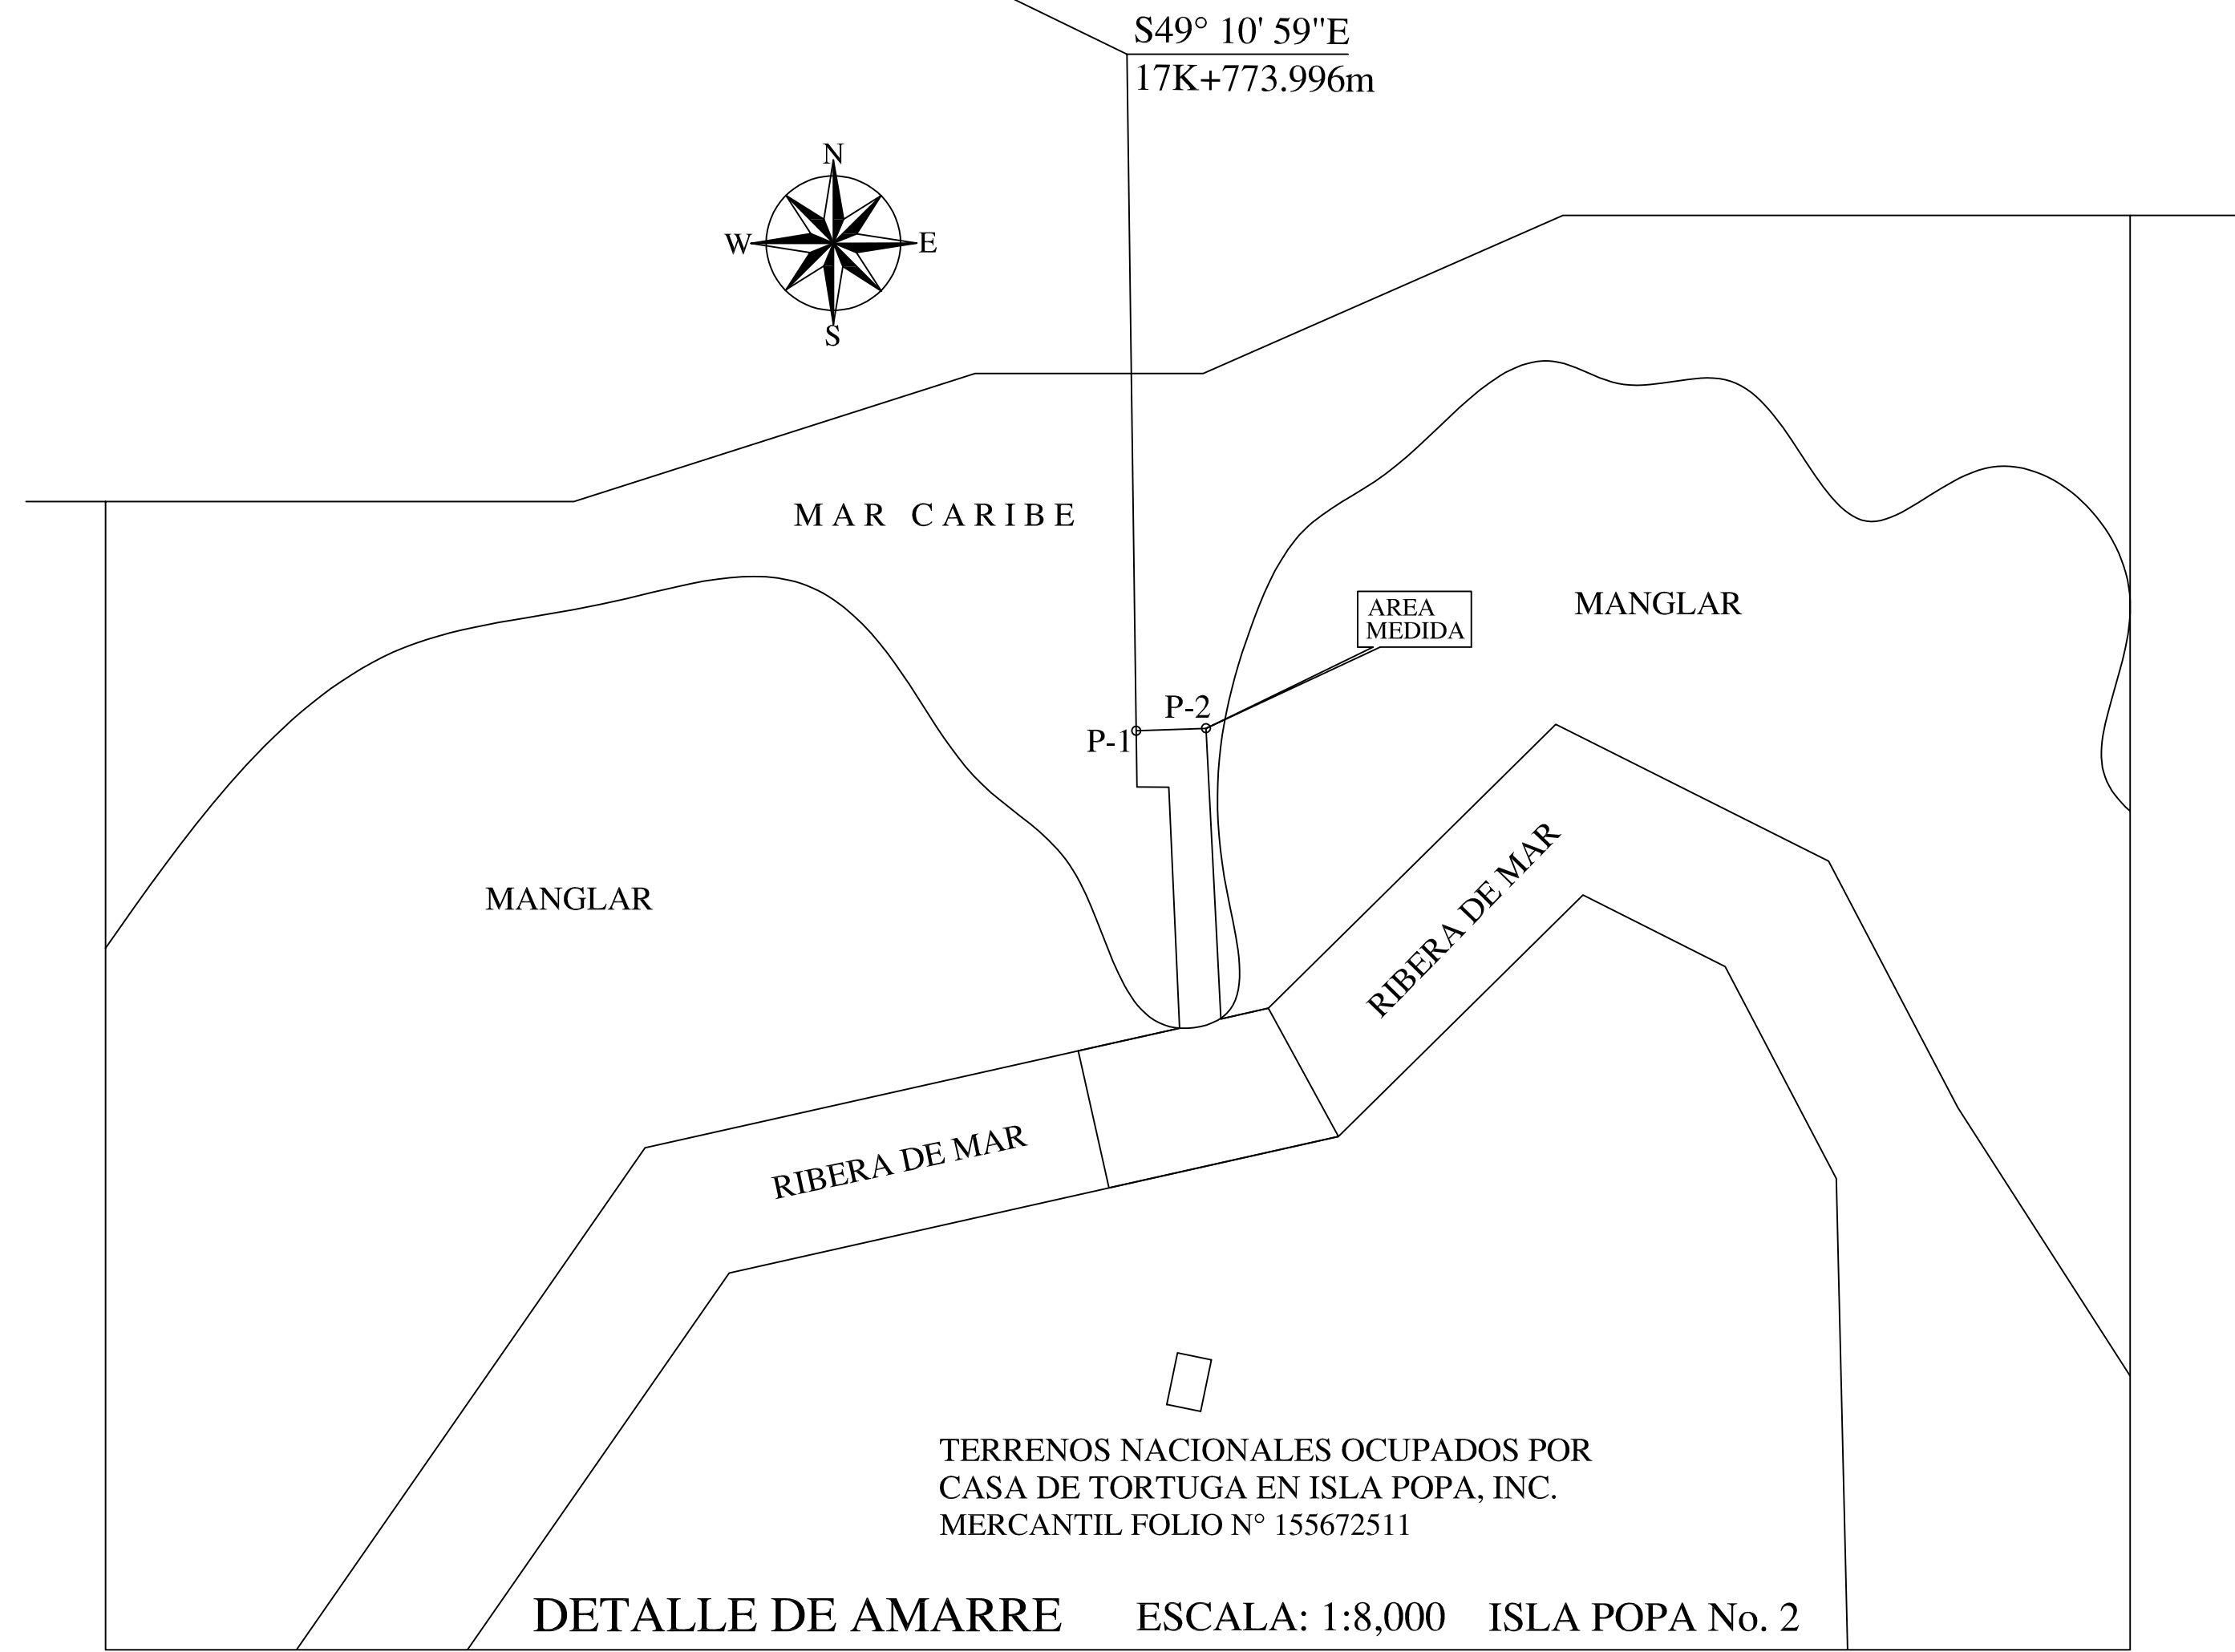 S49° 10' 59"E
17K+773.996m
N
W
E
S
MAR CARIBE
AREA
MEDIDA
MANGLAR
P-2
P-1
RIBERA DE MAR
MANGLAR
RIBERA DE MAR
TERRENOS NACIONALES OCUPADOS POR
CASA DE TORTUGA EN ISLA POPA, INC.
MERCANTIL FOLIO N° 155672511
DETALLE DE AMARRE ESCALA: 1:8,000 ISLA POPA No. 2